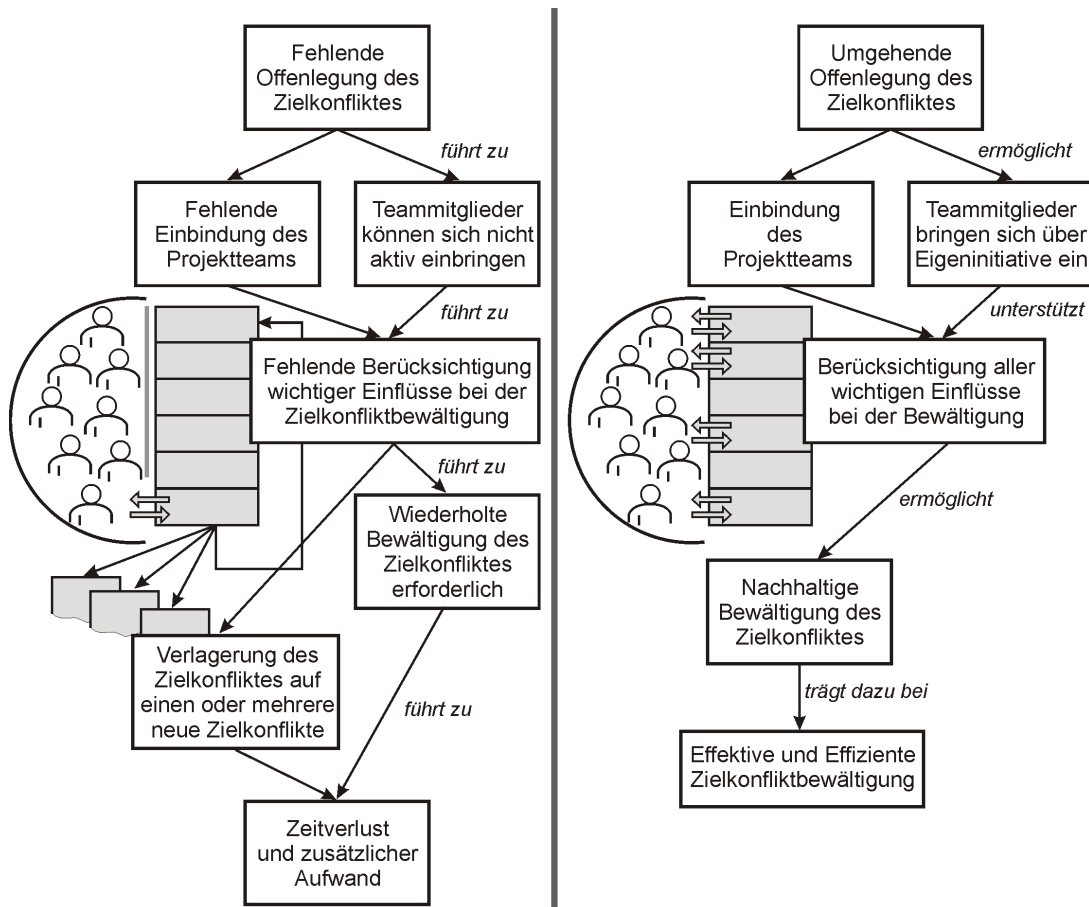 Fehlende
Offenlegung des
Zielkonfliktes
führt zu
Fehlende
Einbindung des
Projektteams
Teammitglieder
können sich nicht
aktiv einbringen
führt zu
Fehlende Berücksichtigung
wichtiger Einflüsse bei der
Zielkonfliktbewältigung
führt zu
Wiederholte
Bewältigung des
Zielkonfliktes
erforderlich
Verlagerung des
Zielkonfliktes auf
einen oder mehrere
neue Zielkonflikte
führt zu
Zeitverlust
und zusätzlicher
Aufwand
Umgehende
Offenlegung des
Zielkonfliktes
ermöglicht
Einbindung
des
Projektteams
Teammitglieder
bringen sich über
Eigeninitiative ein
unterstützt
Berücksichtigung aller
wichtigen Einflüsse
bei der Bewältigung
ermöglicht
Nachhaltige
Bewältigung des
Zielkonfliktes
trägt dazu bei
Effektive und Effiziente
Zielkonfliktbewältigung